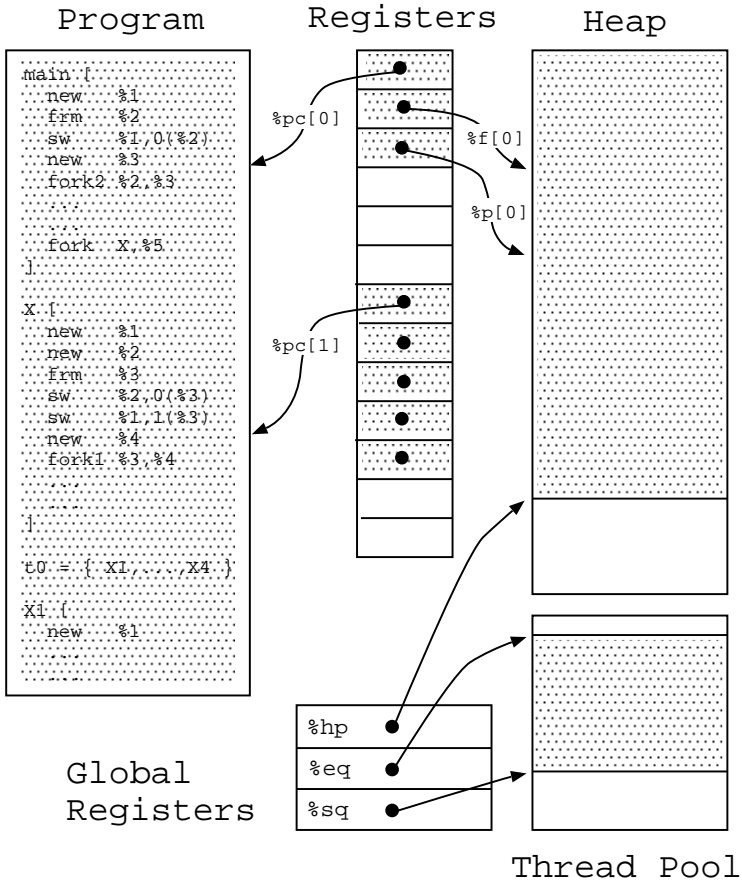 Program
Registers
Heap
main [
new %1
frm %2
sw %1,0(%2)
new %3
fork2 %2,%3
...
...
fork X,%5
]
X [
new %1
new %2
frm %3
sw %2,0(%3)
sw %1,1(%3)
new %4
fork1 %3,%4
...
...
]
t0 = { X1,...,X4 }
X1 [
new %1
...
...
%pc[0]
%f[0]
%p[0]
%pc[1]
%hp
%eq
%sq
Global
Registers
Thread Pool